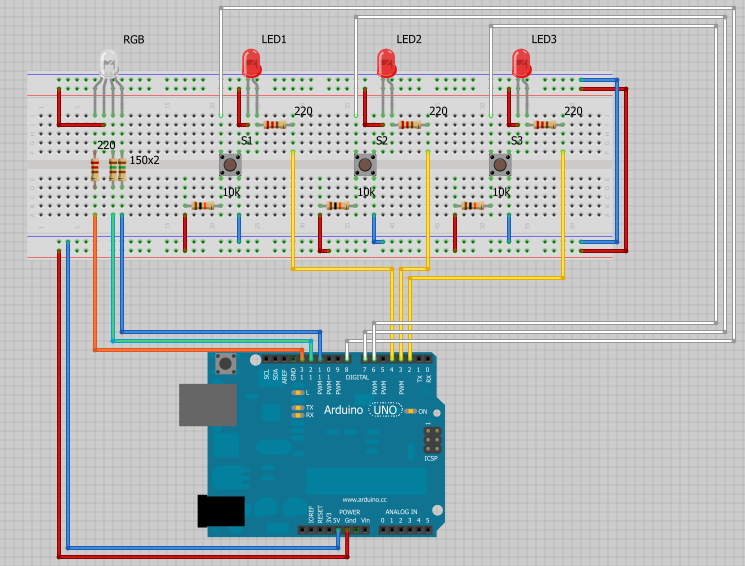 RGB
LED1
LED2
LED3
220
220
220
220
150x2
S1
S2
S3
10k
10k
10k
SCL
SDA
AREF
GND
13
12
PWM 11
PWM 10
PWM 9
8
7
PWM 6
PWM 5
4
PWM 3
2
TX 1
RX 0
DIGITAL
L
TX
RX
Arduino UNO
ON
1
ICSP
www.arduino.cc
POWER
ANALOG IN
IOREF
RESET
3V3
5V
Gnd
Vin
0 1 2 3 4 5